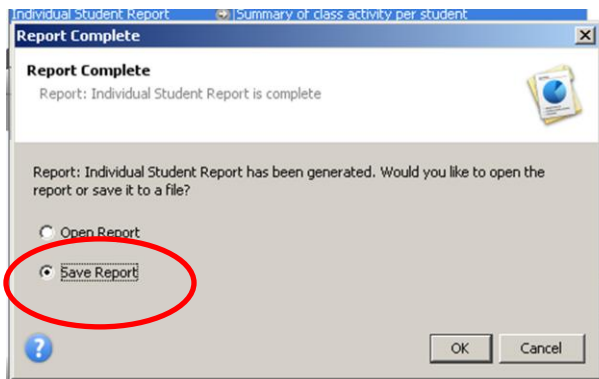 Individual Student Report Summary of class activity per student
Report Complete
Report Complete
Report: Individual Student Report is complete
Report: Individual Student Report has been generated. Would you like to open the
report or save it to a file?
Open Report
Save Report
OK Cancel